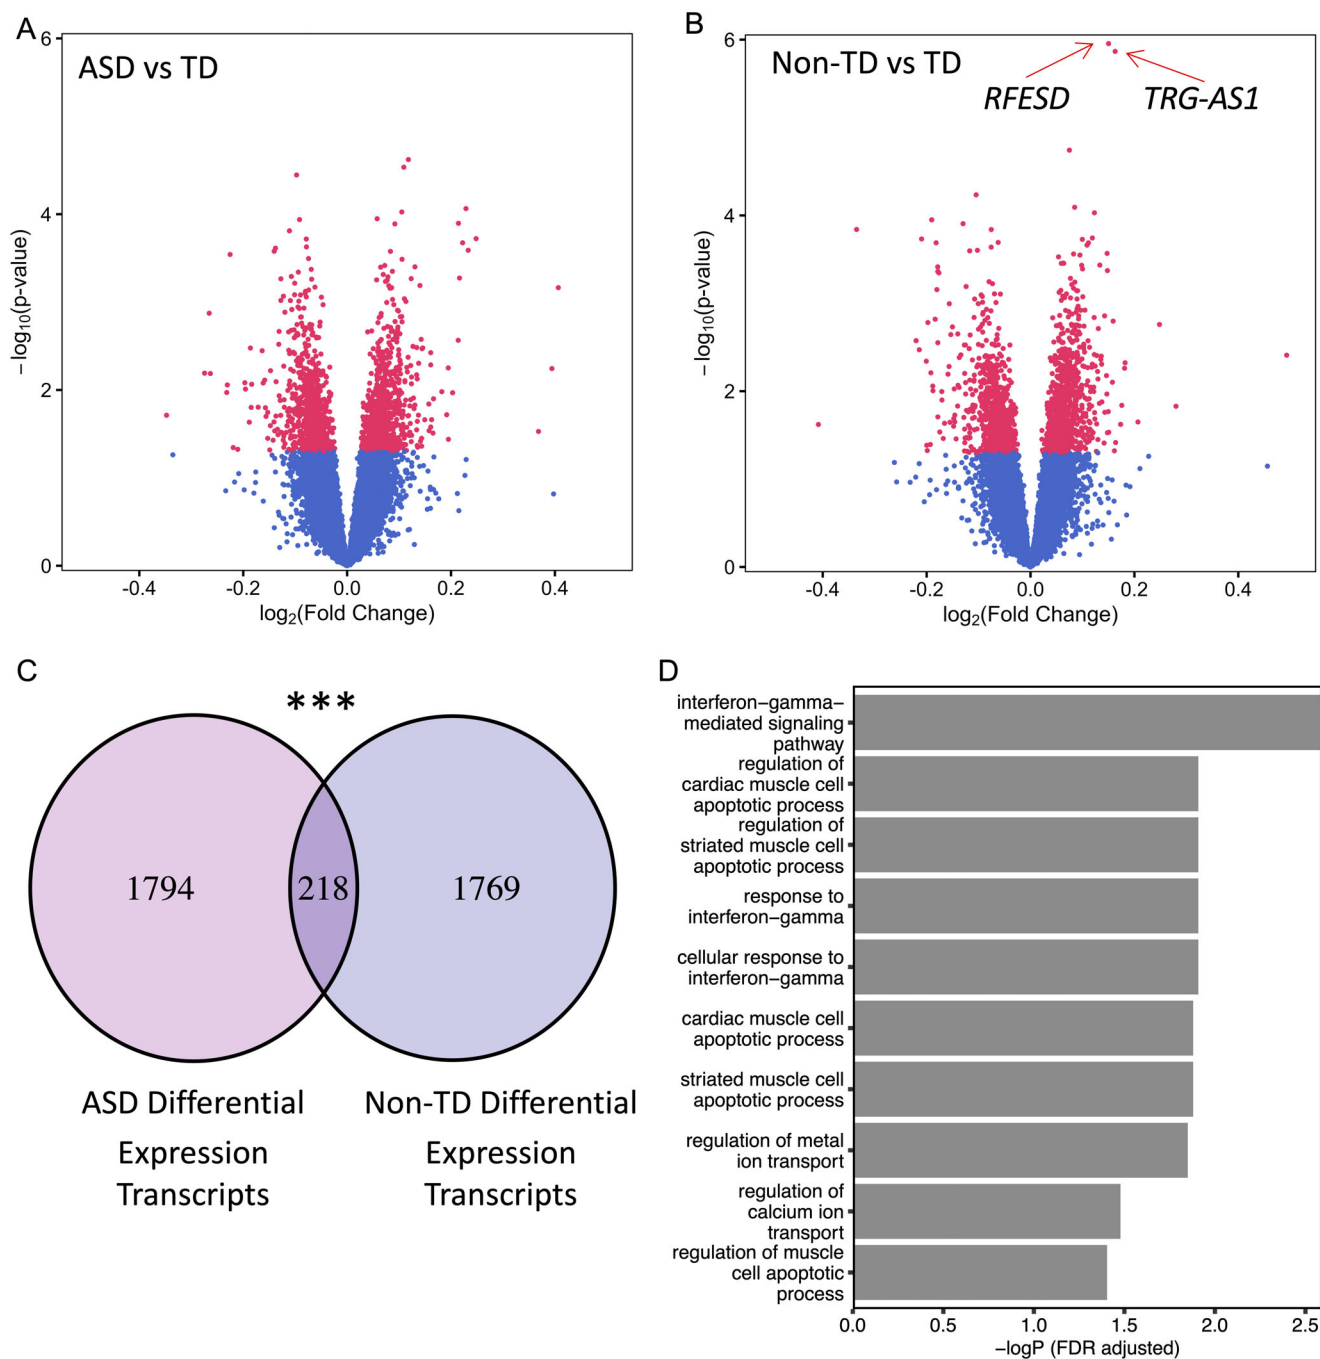 A
ASD vs TD
6
4
2
0
−log10(p-value)
-0.4
-0.2
0.0
0.2
0.4
log2(Fold Change)
B
Non-TD vs TD
RFESD
TRG-AS1
6
4
2
0
−log10(p-value)
-0.4
-0.2
0.0
0.2
0.4
log2(Fold Change)
C
***
1794
218
1769
ASD Differential
Expression
Transcripts
Non-TD Differential
Expression
Transcripts
D
interferon−gamma−
mediated signaling
pathway
regulation of
cardiac muscle cell
apoptotic process
regulation of
striated muscle cell
apoptotic process
response to
interferon−gamma
cellular response to
interferon−gamma
cardiac muscle cell
apoptotic process
striated muscle cell
apoptotic process
regulation of metal
ion transport
regulation of
calcium ion
transport
regulation of muscle
cell apoptotic
process
0.0
0.5
1.0
1.5
2.0
2.5
−logP (FDR adjusted)